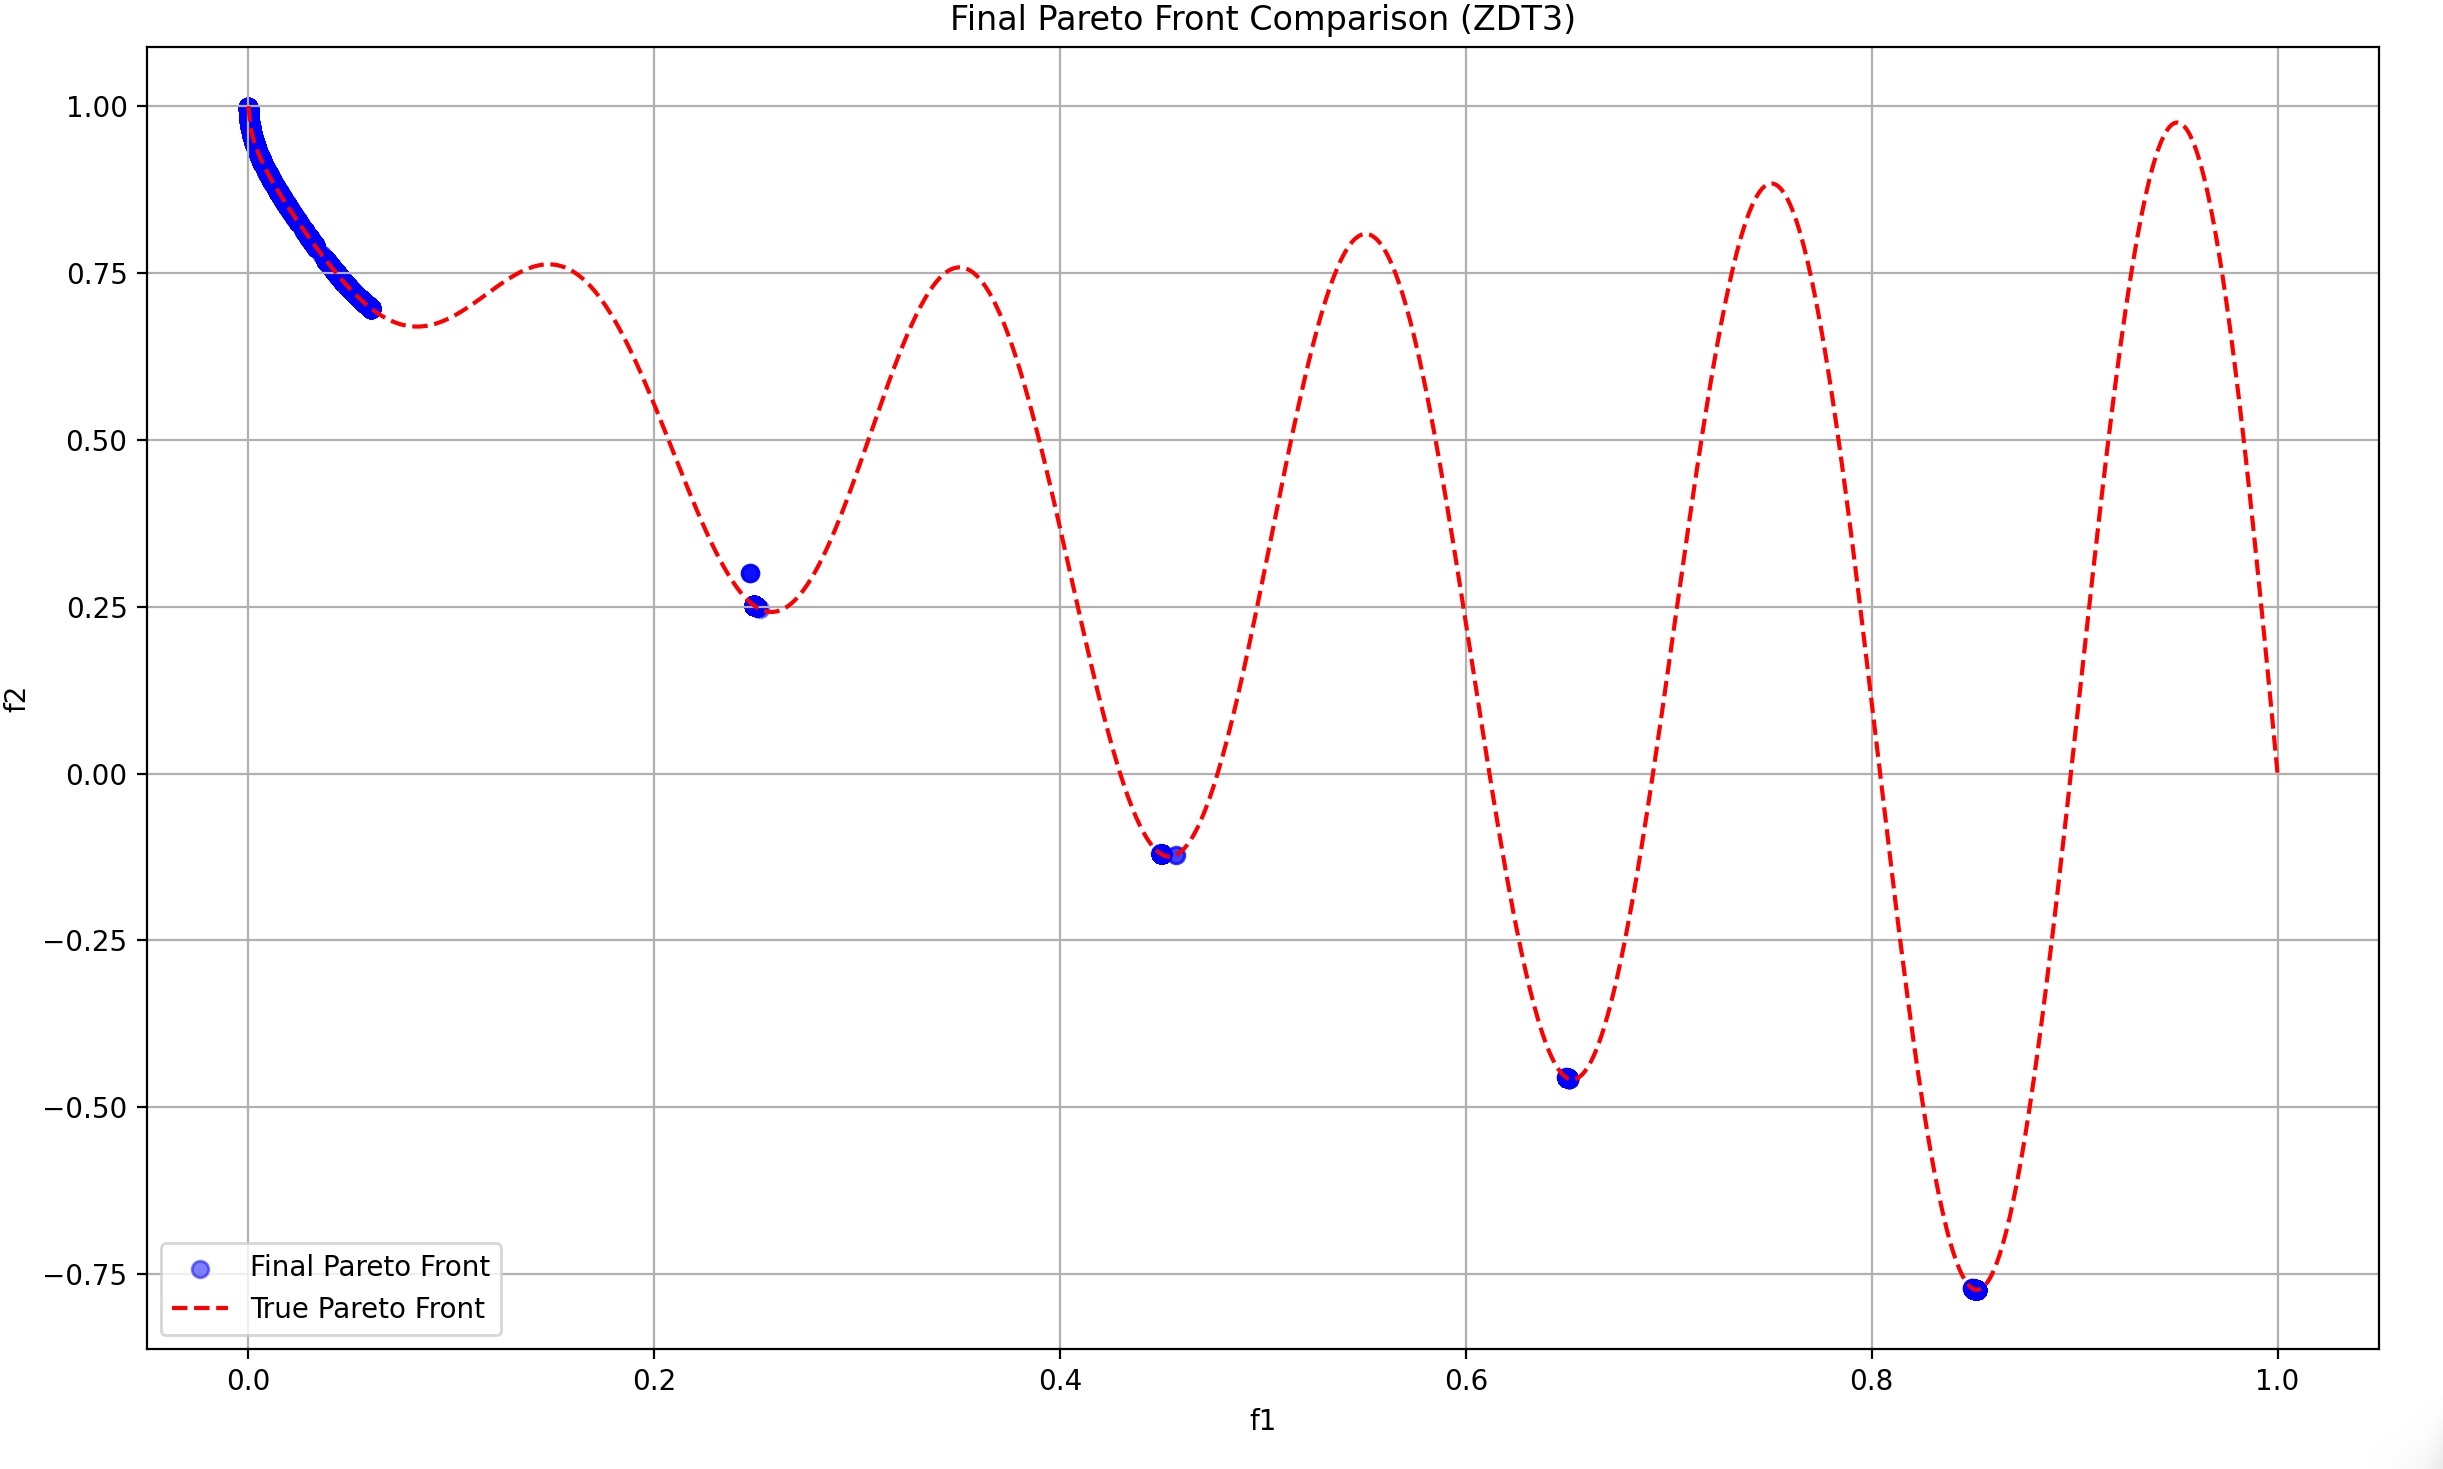 Final Pareto Front Comparison (ZDT3)
1.00
0.75
0.50
0.25
0.00
−0.25
−0.50
−0.75
f2
Final Pareto Front
True Pareto Front
0.0 0.2 0.4 0.6 0.8 1.0
f1